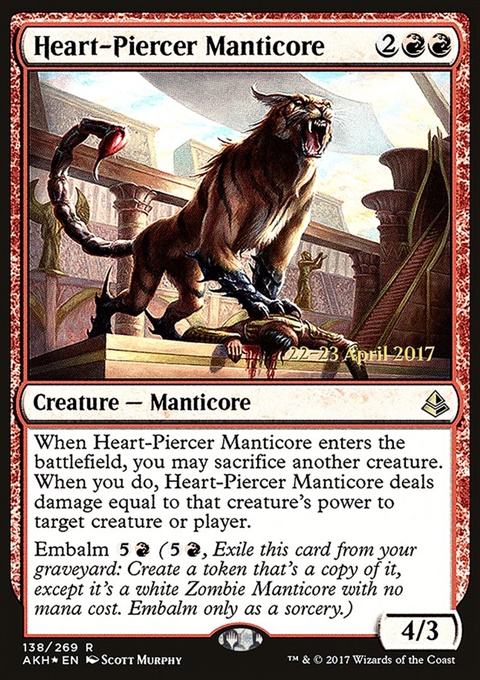 Heart-Piercer Manticore 2
22–23 April 2017
Creature — Manticore
When Heart-Piercer Manticore enters the
battlefield, you may sacrifice another creature.
When you do, Heart-Piercer Manticore deals
damage equal to that creature's power to
target creature or player.
Embalm 5 (5, Exile this card from your
graveyard: Create a token that's a copy of it,
except it's a white Zombie Manticore with no
mana cost. Embalm only as a sorcery.)
4/3
138/269 R
AKH★EN Scott Murphy
™ & © 2017 Wizards of the Coast